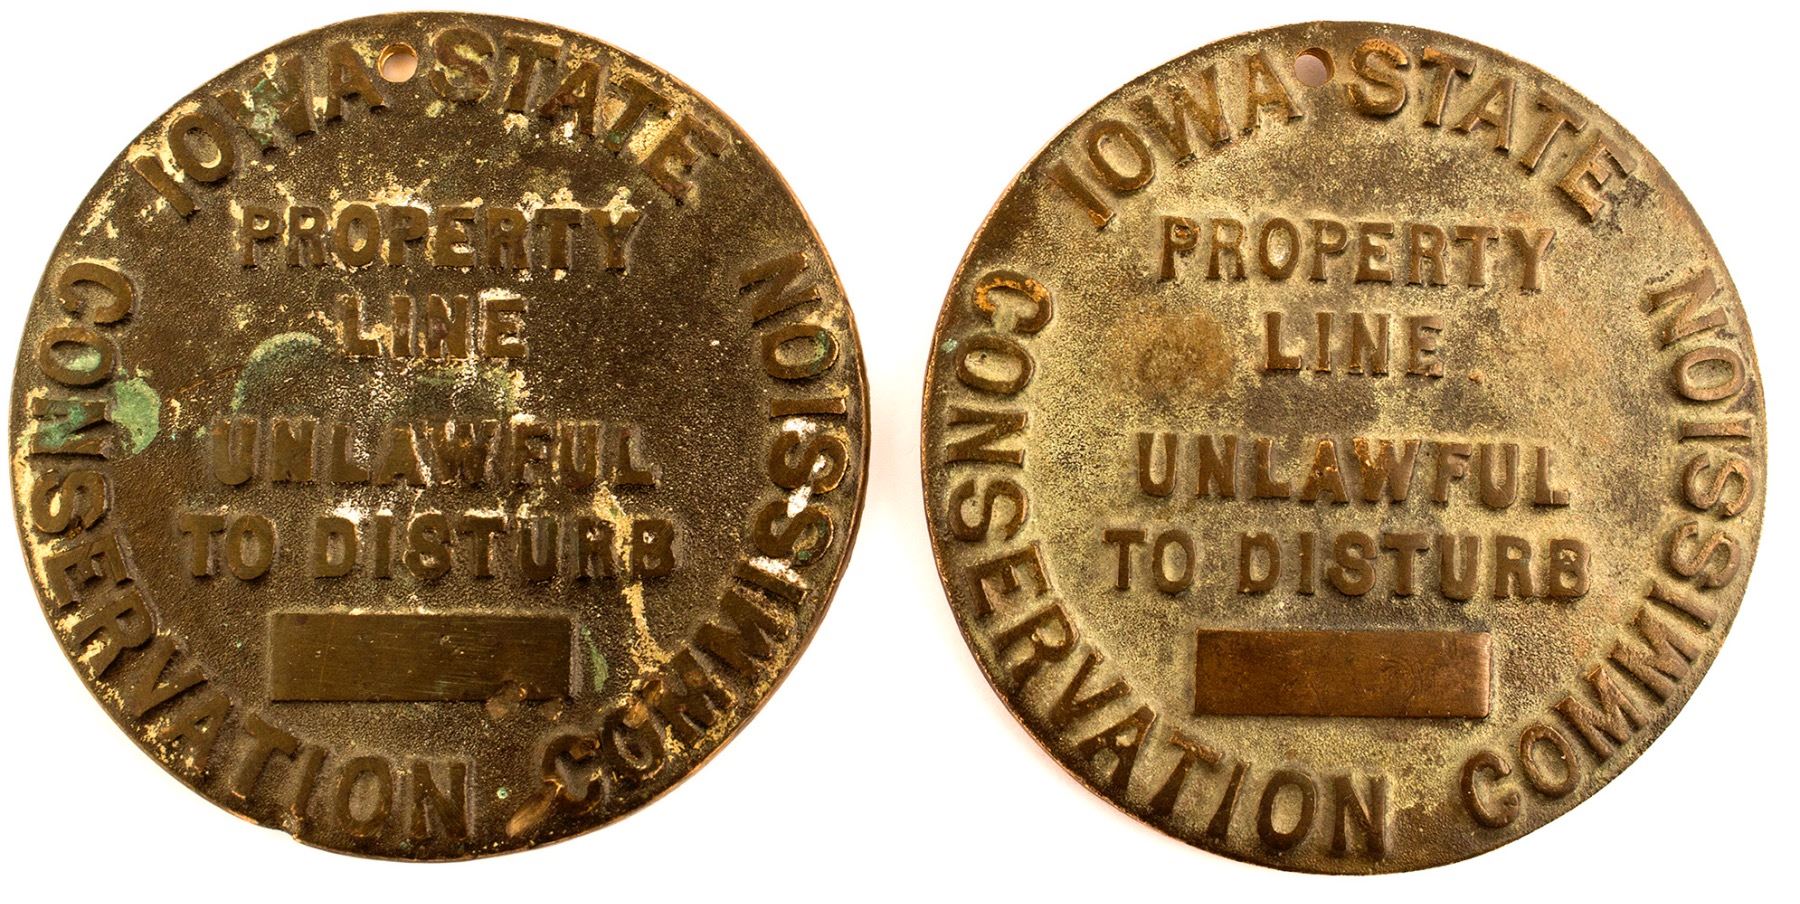 IOWA STATE
CONSERVATION COMMISSION
PROPERTY
LINE
UNLAWFUL
TO DISTURB
IOWA STATE
CONSERVATION COMMISSION
PROPERTY
LINE
UNLAWFUL
TO DISTURB